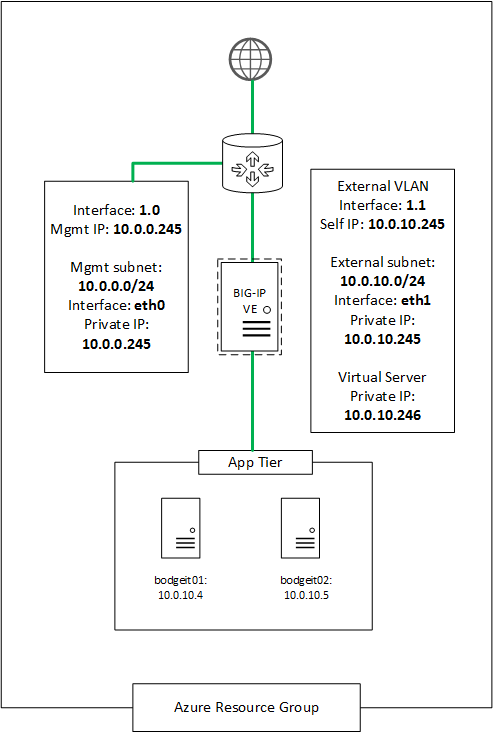 Interface: 1.0
Mgmt IP: 10.0.0.245
Mgmt subnet:
10.0.0.0/24
Interface: eth0
Private IP:
10.0.0.245
External VLAN
Interface: 1.1
Self IP: 10.0.10.245
External subnet:
10.0.10.0/24
Interface: eth1
Private IP:
10.0.10.245
Virtual Server
Private IP:
10.0.10.246
BIG-IP
VE
App Tier
bodgeit01:
10.0.10.4
bodgeit02:
10.0.10.5
Azure Resource Group